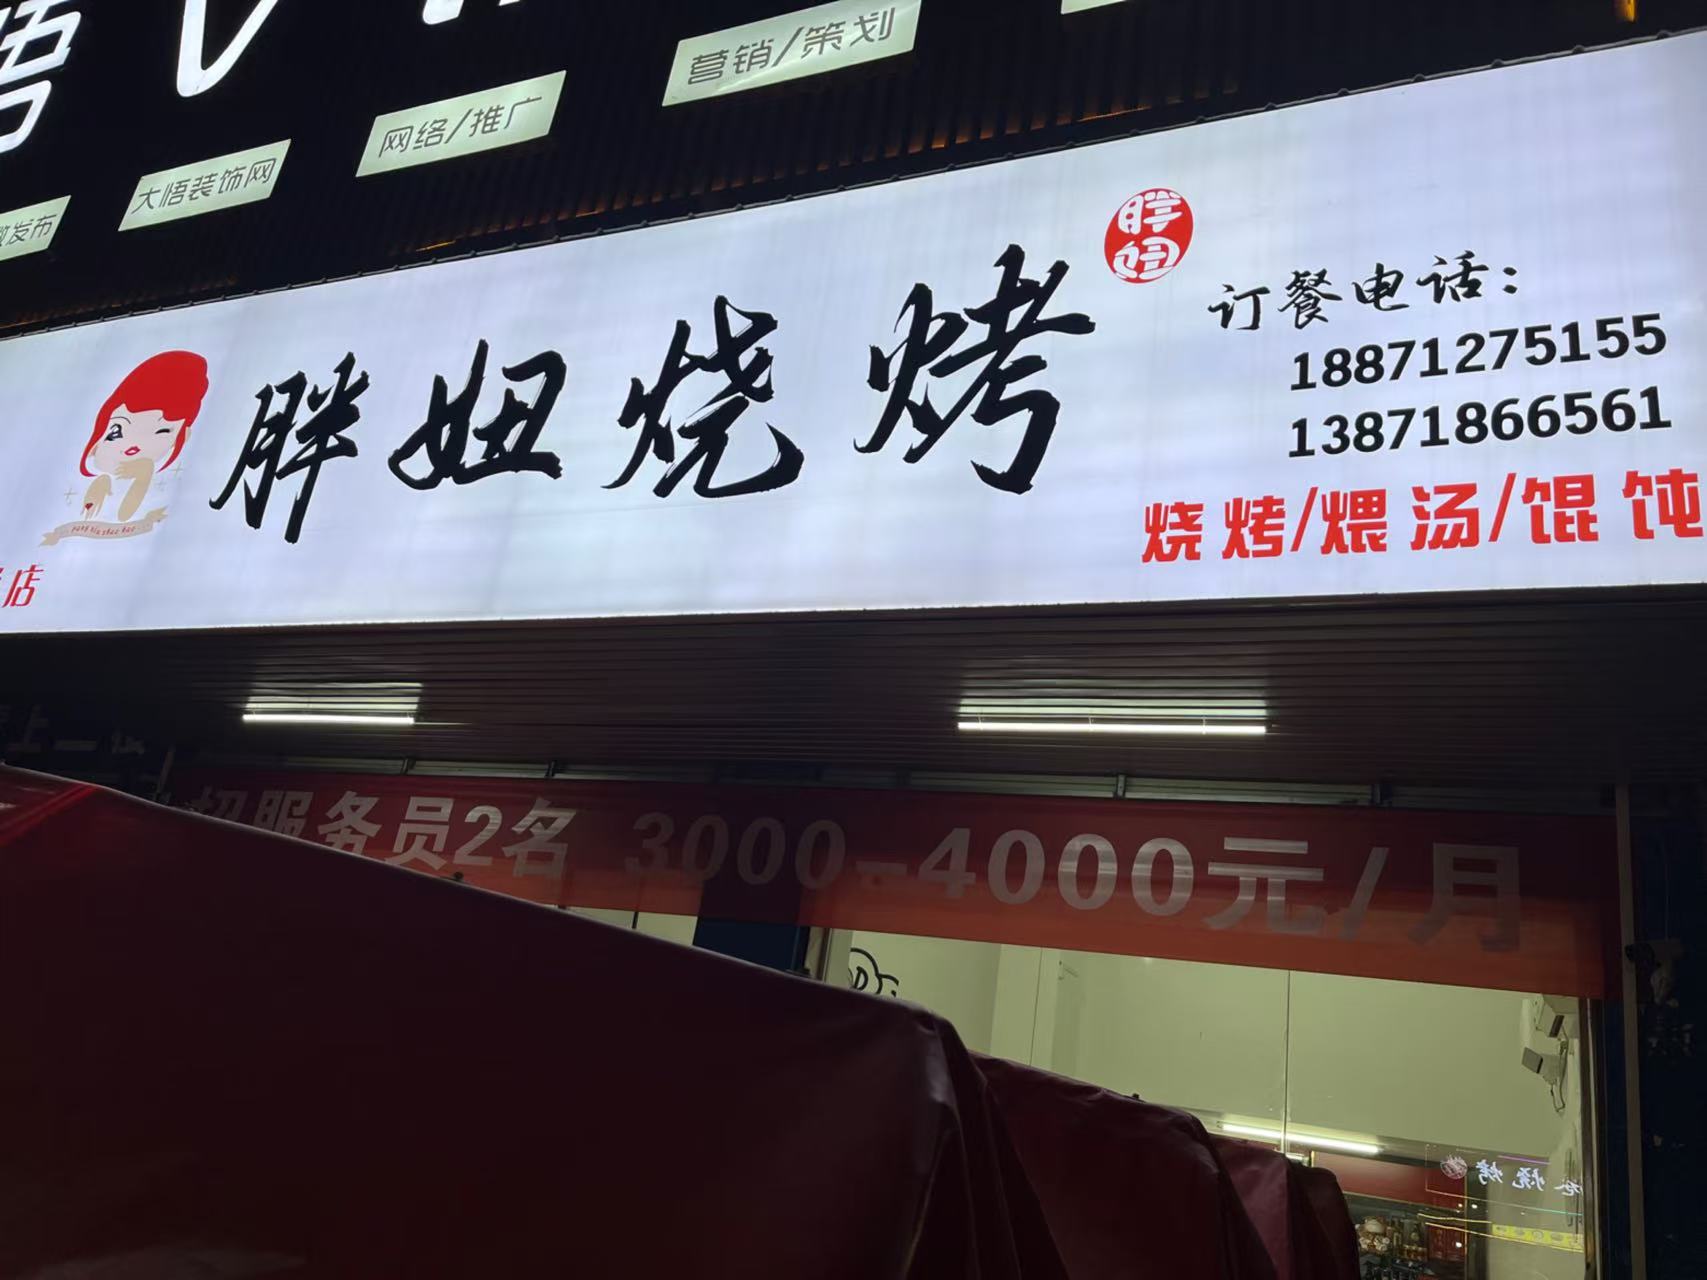 营销/策划
网络/推广
大悟装饰网
发布
胖妞
胖妞烧烤
订餐电话：
18871275155
13871866561
烧烤/煨汤/馄饨
店
招服务员2名 3000-4000元/月